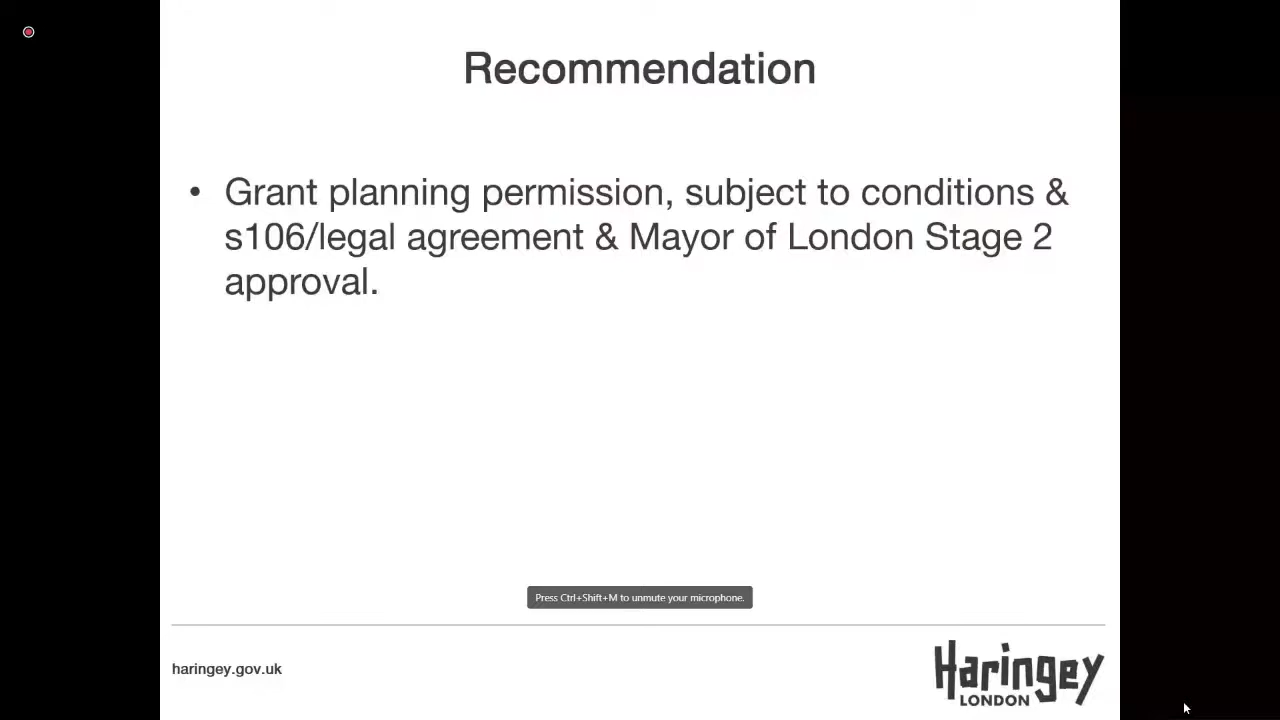 Recommendation
• Grant planning permission, subject to conditions &
s106/legal agreement & Mayor of London Stage 2
approval.
Press Ctrl+Shift+M to unmute your microphone.
haringey.gov.uk
Haringey
LONDON